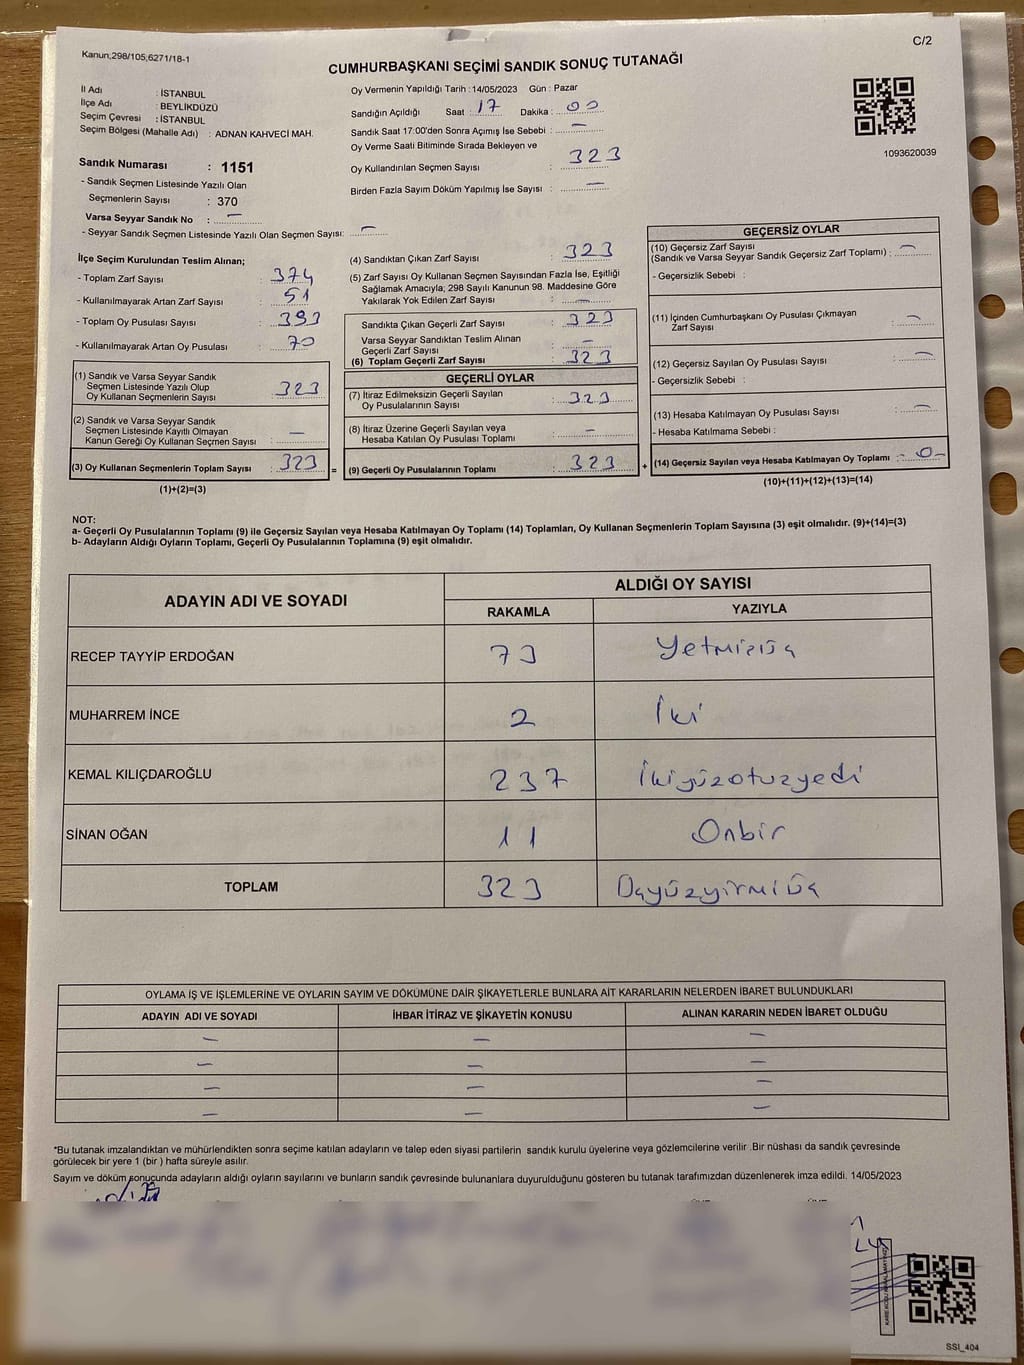 Kanun;298/105;6271/18-1
C/2
CUMHURBAŞKANI SEÇİMİ SANDIK SONUÇ TUTANAĞI
İl Adı : İSTANBUL
İlçe Adı : BEYLİKDÜZÜ
Seçim Çevresi : İSTANBUL
Seçim Bölgesi (Mahalle Adı) : ADNAN KAHVECİ MAH.
Sandık Numarası : 1151
- Sandık Seçmen Listesinde Yazılı Olan
Seçmenlerin Sayısı : 370
Varsa Seyyar Sandık No : –
- Seyyar Sandık Seçmen Listesinde Yazılı Olan Seçmen Sayısı: –
Oy Vermenin Yapıldığı Tarih : 14/05/2023 Gün : Pazar
Sandığın Açıldığı Saat : 17 Dakika : 00
Sandık Saat 17:00'den Sonra Açımış İse Sebebi : –
Oy Verme Saati Bitiminde Sırada Bekleyen ve
Oy Kullandırılan Seçmen Sayısı : 323
Birden Fazla Sayım Döküm Yapılmış İse Sayısı : –
1093620039
İlçe Seçim Kurulundan Teslim Alınan;
- Toplam Zarf Sayısı : 374
- Kullanılmayarak Artan Zarf Sayısı : 51
- Toplam Oy Pusulası Sayısı : 393
- Kullanılmayarak Artan Oy Pusulası : 70
(1) Sandık ve Varsa Seyyar Sandık
Seçmen Listesinde Yazılı Olup
Oy Kullanan Seçmenlerin Sayısı : 323
(2) Sandık ve Varsa Seyyar Sandık
Seçmen Listesinde Kayıtlı Olmayan
Kanun Gereği Oy Kullanan Seçmen Sayısı : –
(3) Oy Kullanan Seçmenlerin Toplam Sayısı : 323 =
(1)+(2)=(3)
(4) Sandıktan Çıkan Zarf Sayısı : 323
(5) Zarf Sayısı Oy Kullanan Seçmen Sayısından Fazla İse, Eşitliği
Sağlamak Amacıyla; 298 Sayılı Kanunun 98. Maddesine Göre
Yakılarak Yok Edilen Zarf Sayısı : –
Sandıkta Çıkan Geçerli Zarf Sayısı : 323
Varsa Seyyar Sandıktan Teslim Alınan
Geçerli Zarf Sayısı : –
(6) Toplam Geçerli Zarf Sayısı : 323
GEÇERLİ OYLAR
(7) İtiraz Edilmeksizin Geçerli Sayılan
Oy Pusulalarının Sayısı : 323
(8) İtiraz Üzerine Geçerli Sayılan veya
Hesaba Katılan Oy Pusulası Toplamı : –
(9) Geçerli Oy Pusulalarının Toplamı : 323 +
GEÇERSİZ OYLAR
(10) Geçersiz Zarf Sayısı
(Sandık ve Varsa Seyyar Sandık Geçersiz Zarf Toplamı) : –
- Geçersizlik Sebebi :
(11) İçinden Cumhurbaşkanı Oy Pusulası Çıkmayan
Zarf Sayısı : –
(12) Geçersiz Sayılan Oy Pusulası Sayısı : –
- Geçersizlik Sebebi :
(13) Hesaba Katılmayan Oy Pusulası Sayısı : –
- Hesaba Katılmama Sebebi :
(14) Geçersiz Sayılan veya Hesaba Katılmayan Oy Toplamı : -0-
(10)+(11)+(12)+(13)=(14)
NOT:
a- Geçerli Oy Pusulalarının Toplamı (9) ile Geçersiz Sayılan veya Hesaba Katılmayan Oy Toplamı (14) Toplamları, Oy Kullanan Seçmenlerin Toplam Sayısına (3) eşit olmalıdır. (9)+(14)=(3)
b- Adayların Aldığı Oyların Toplamı, Geçerli Oy Pusulalarının Toplamına (9) eşit olmalıdır.
ADAYIN ADI VE SOYADI ALDIĞI OY SAYISI
RAKAMLA YAZIYLA
RECEP TAYYİP ERDOĞAN 73 Yetmişüç
MUHARREM İNCE 2 İki
KEMAL KILIÇDAROĞLU 237 İkiyüzotuzyedi
SİNAN OĞAN 11 Onbir
TOPLAM 323 Üçyüzyirmiüç
OYLAMA İŞ VE İŞLEMLERİNE VE OYLARIN SAYIM VE DÖKÜMÜNE DAİR ŞİKAYETLERLE BUNLARA AİT KARARLARIN NELERDEN İBARET BULUNDUKLARI
ADAYIN ADI VE SOYADI İHBAR İTİRAZ VE ŞİKAYETİN KONUSU ALINAN KARARIN NEDEN İBARET OLDUĞU
– – –
– – –
– – –
– – –
*Bu tutanak imzalandıktan ve mühürlendikten sonra seçime katılan adayların ve talep eden siyasi partilerin sandık kurulu üyelerine veya gözlemcilerine verilir .Bir nüshası da sandık çevresinde
görülecek bir yere 1 (bir ) hafta süreyle asılır.
Sayım ve döküm sonucunda adayların aldığı oyların sayılarını ve bunların sandık çevresinde bulunanlara duyurulduğunu gösteren bu tutanak tarafımızdan düzenlenerek imza edildi. 14/05/2023
SSI_404